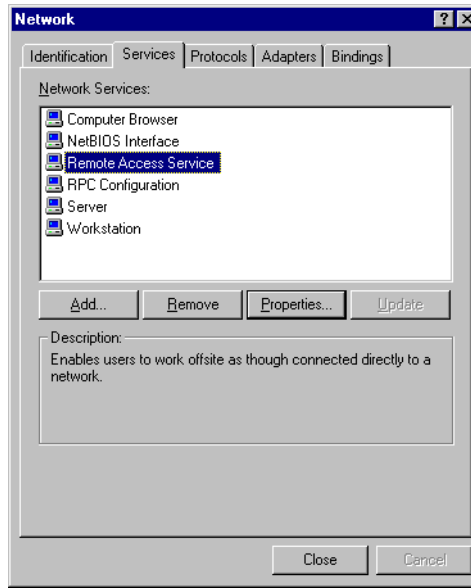 Network
Identification Services Protocols Adapters Bindings
Network Services:
Computer Browser
NetBIOS Interface
Remote Access Service
RPC Configuration
Server
Workstation
Add... Remove Properties... Update
Description:
Enables users to work offsite as though connected directly to a
network.
Close Cancel